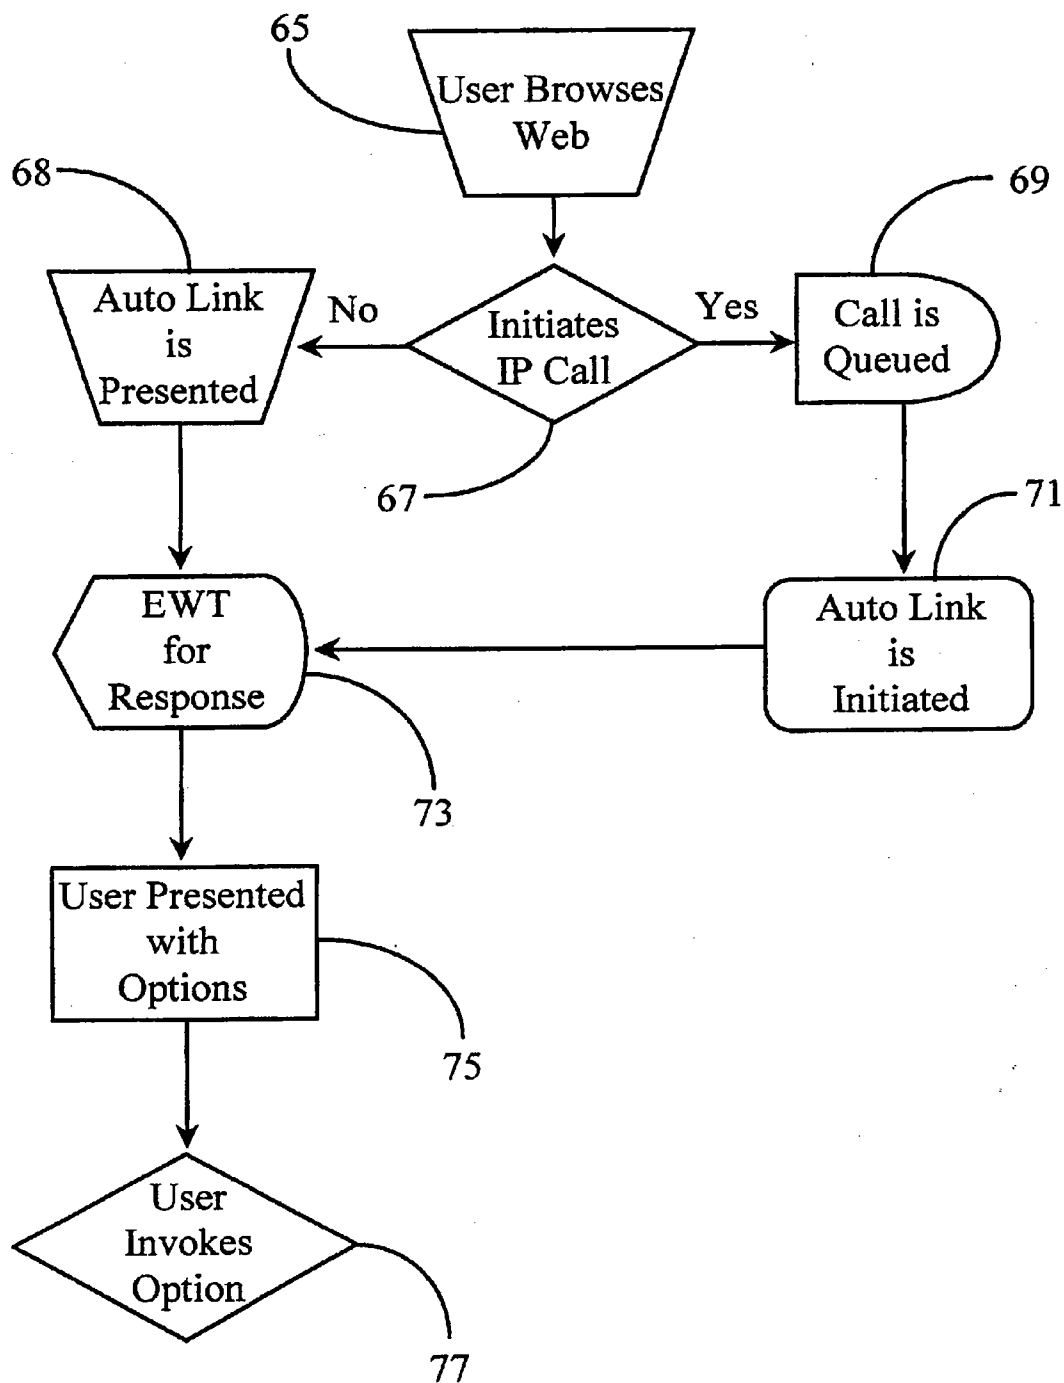 65
User Browses
Web
68
69
Auto Link
is
Presented
No
Initiates
IP Call
Yes
Call is
Queued
67
71
EWT
for
Response
Auto Link
is
Initiated
73
User Presented
with
Options
75
User
Invokes
Option
77